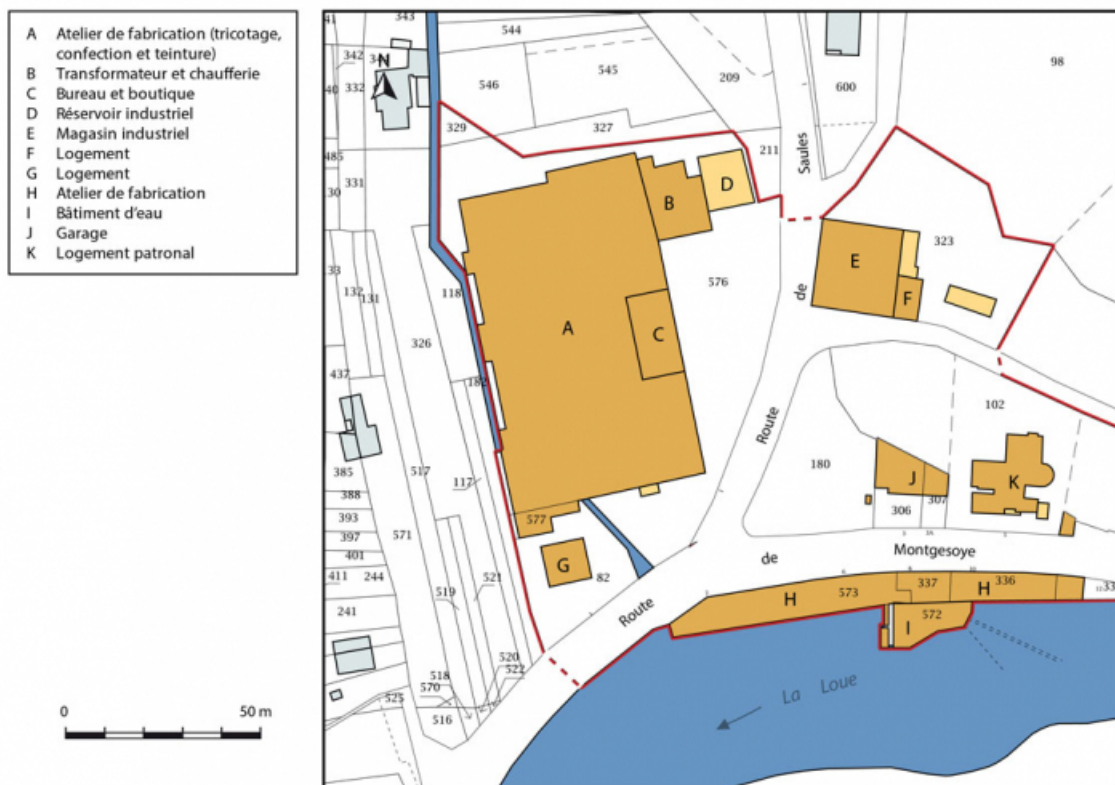 A Atelier de fabrication (tricotage,
confection et teinture)
B Transformateur et chaufferie
C Bureau et boutique
D Réservoir industriel
E Magasin industriel
F Logement
G Logement
H Atelier de fabrication
I Bâtiment d'eau
J Garage
K Logement patronal
0 50 m
N
343
342
332
329
544
546
545
327
209
211
600
98
Saules
de
Route
331
132
131
118
326
182
437
385
388
393
397
401
411
244
241
517
571
117
519
521
518
570
520
522
516
525
A
B
C
D
E
F
323
576
577
G
82
102
180
J
306
307
K
Route
de
Montgesoye
H
573
337
336
H
572
I
La Loue